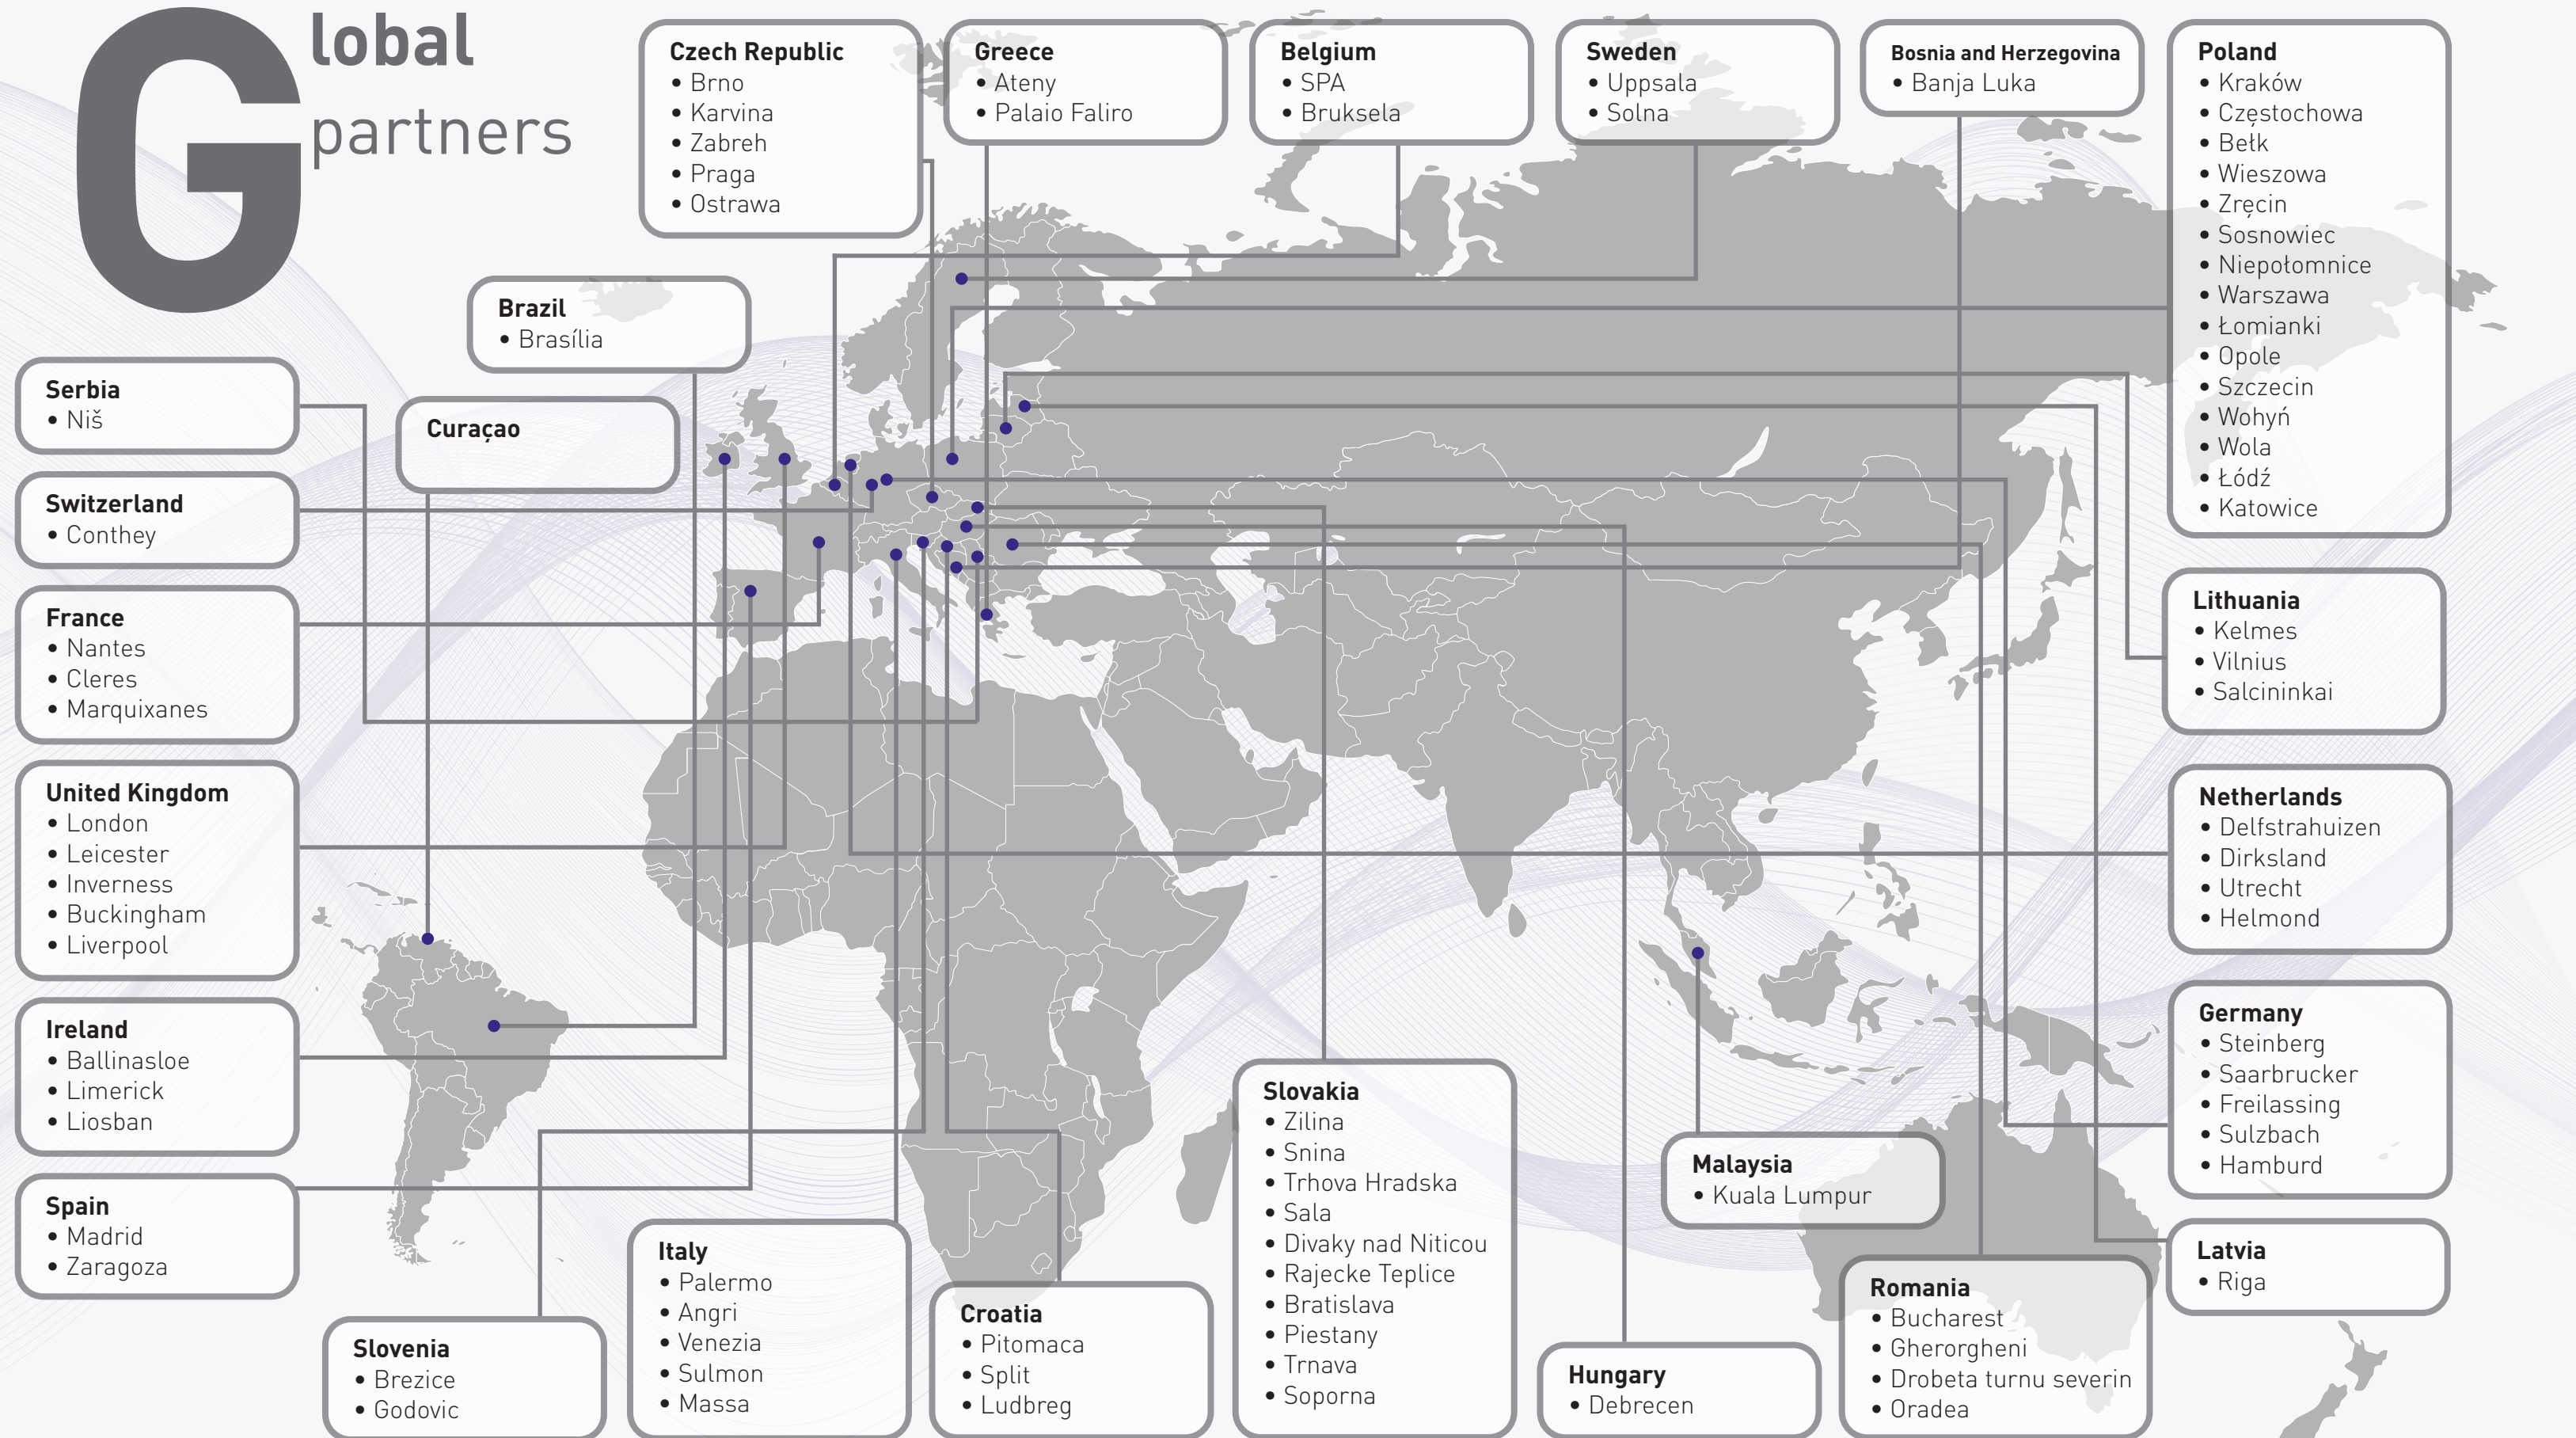 Global
partners
Czech Republic
• Brno
• Karvina
• Zabreh
• Praga
• Ostrawa
Greece
• Ateny
• Palaio Faliro
Belgium
• SPA
• Bruksela
Sweden
• Uppsala
• Solna
Bosnia and Herzegovina
• Banja Luka
Poland
• Kraków
• Częstochowa
• Bełk
• Wieszowa
• Zręcin
• Sosnowiec
• Niepołomnice
• Warszawa
• Łomianki
• Opole
• Szczecin
• Wohyń
• Wola
• Łódź
• Katowice
Brazil
• Brasília
Serbia
• Niš
Curaçao
Switzerland
• Conthey
France
• Nantes
• Cleres
• Marquixanes
United Kingdom
• London
• Leicester
• Inverness
• Buckingham
• Liverpool
Ireland
• Ballinasloe
• Limerick
• Liosban
Spain
• Madrid
• Zaragoza
Slovenia
• Brezice
• Godovic
Italy
• Palermo
• Angri
• Venezia
• Sulmon
• Massa
Croatia
• Pitomaca
• Split
• Ludbreg
Slovakia
• Zilina
• Snina
• Trhova Hradska
• Sala
• Divaky nad Niticou
• Rajecke Teplice
• Bratislava
• Piestany
• Trnava
• Soporna
Hungary
• Debrecen
Malaysia
• Kuala Lumpur
Romania
• Bucharest
• Gherorgheni
• Drobeta turnu severin
• Oradea
Lithuania
• Kelmes
• Vilnius
• Salcininkai
Netherlands
• Delfstrahuizen
• Dirksland
• Utrecht
• Helmond
Germany
• Steinberg
• Saarbrucker
• Freilassing
• Sulzbach
• Hamburd
Latvia
• Riga